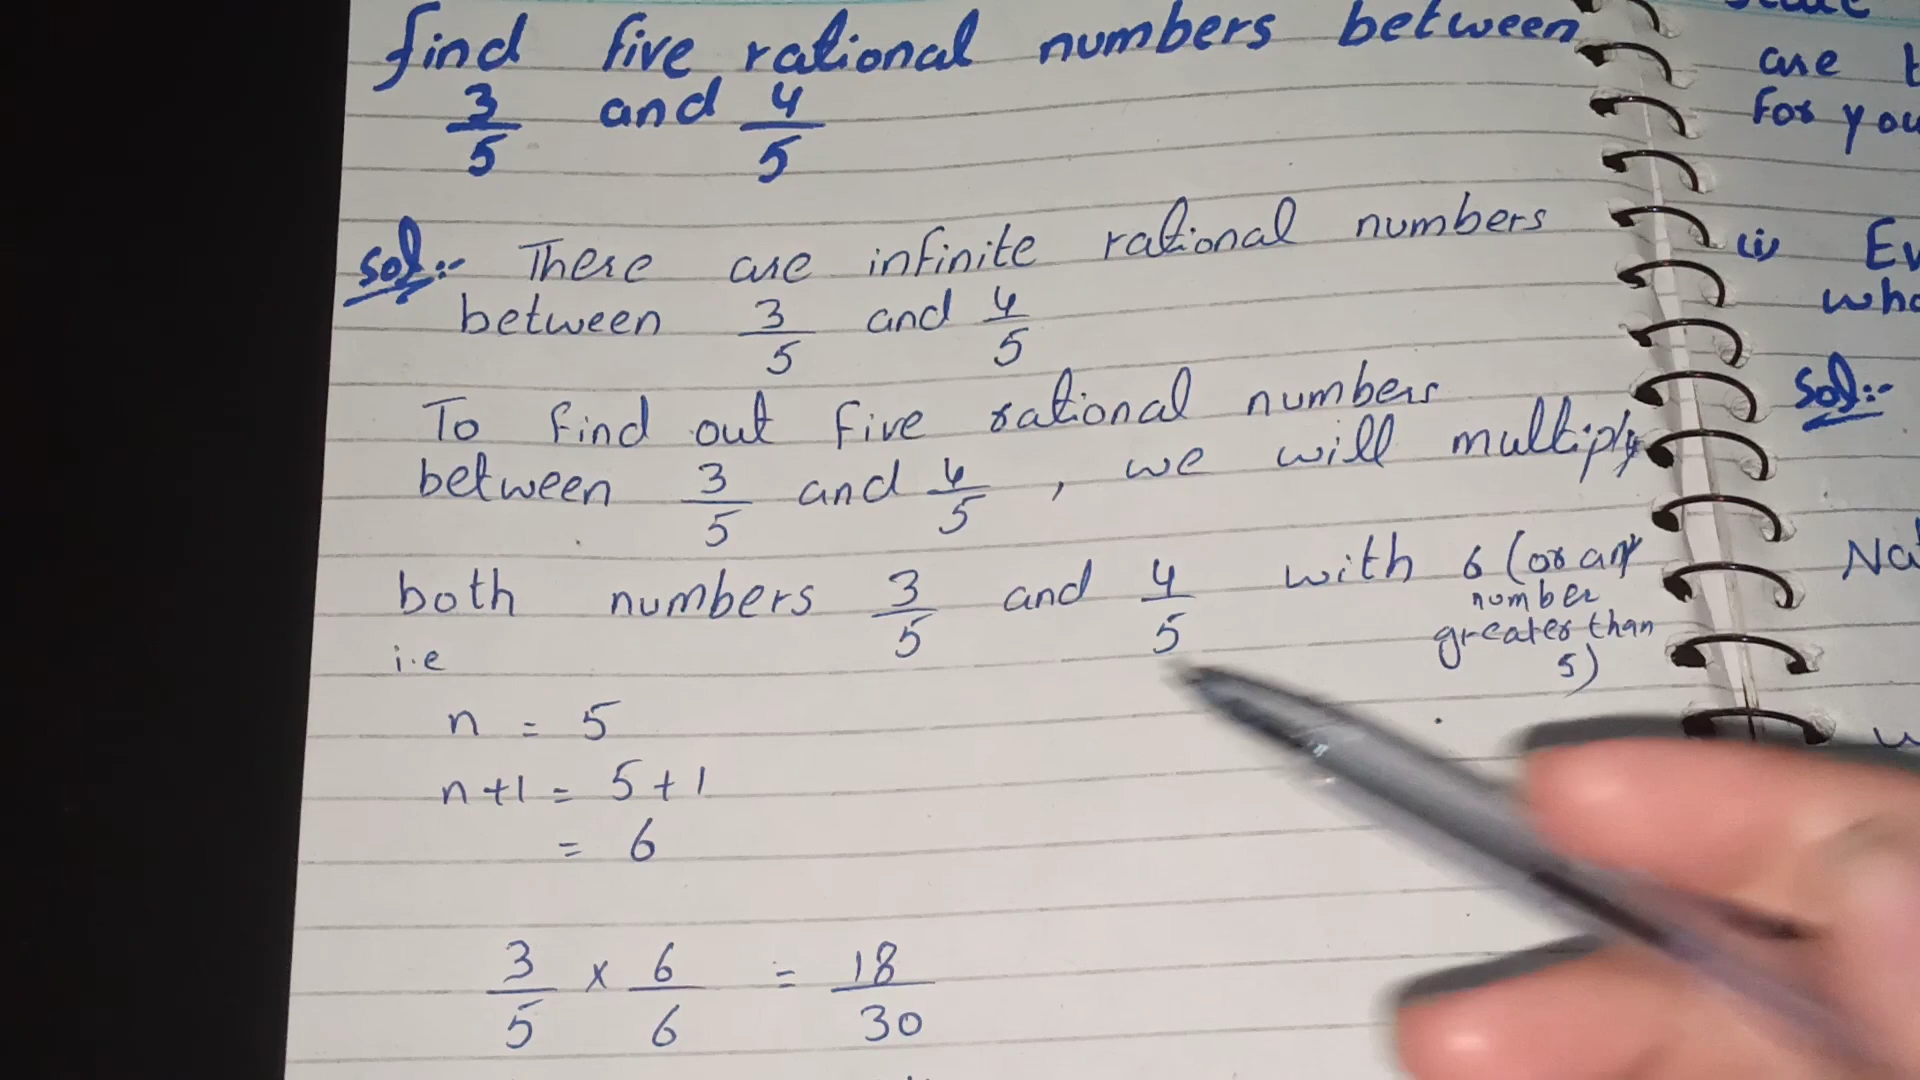 find five rational numbers between
3/5 and 4/5
Sol:- There are infinite rational numbers
between 3/5 and 4/5
To find out five rational numbers
between 3/5 and 4/5, we will multiply
both numbers 3/5 and 4/5 with 6 (or any
number
greater than
5)
i.e
n = 5
n+1 = 5+1
= 6
3/5 x 6/6 = 18/30
are
For you
(i) Ev
Sol:-